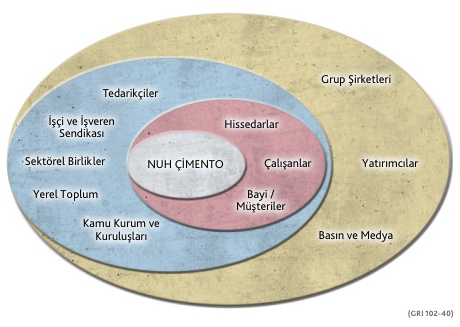 Grup Şirketleri
Tedarikçiler
İşçi ve İşveren
Sendikası
Hissedarlar
Sektörel Birlikler
NUH ÇİMENTO
Çalışanlar
Yatırımcılar
Yerel Toplum
Bayi /
Müşteriler
Kamu Kurum ve
Kuruluşları
Basın ve Medya
(GRI 102-40)